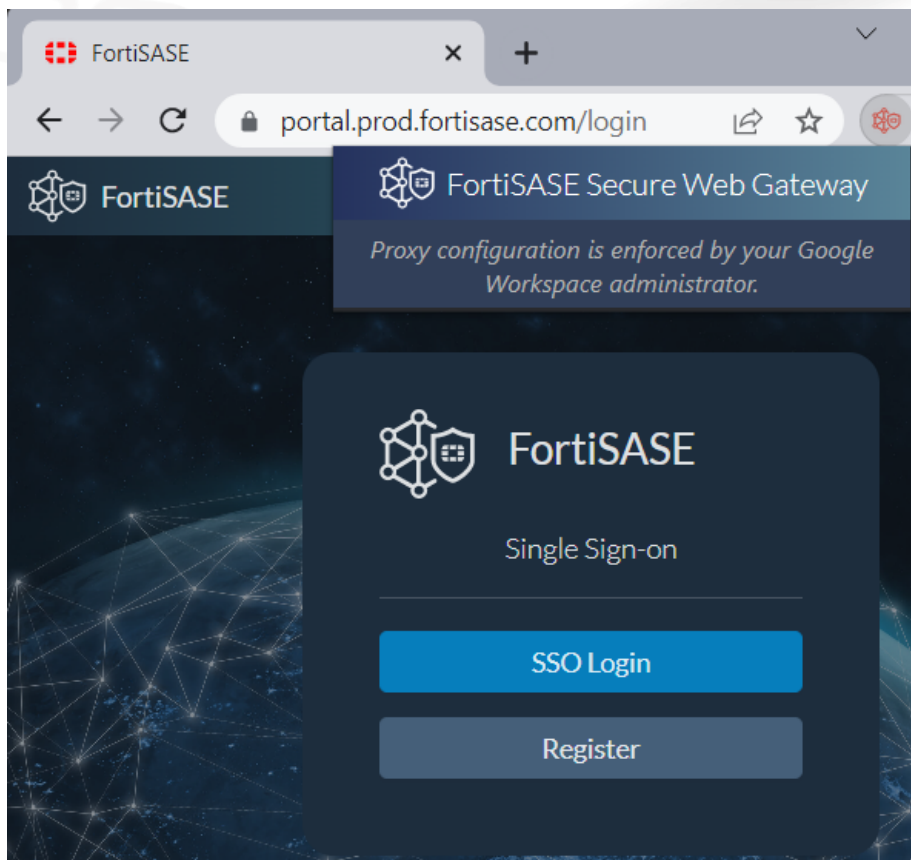 FortiSASE
portal.prod.fortisase.com/login
FortiSASE
FortiSASE Secure Web Gateway
Proxy configuration is enforced by your Google
Workspace administrator.
FortiSASE
Single Sign-on
SSO Login
Register